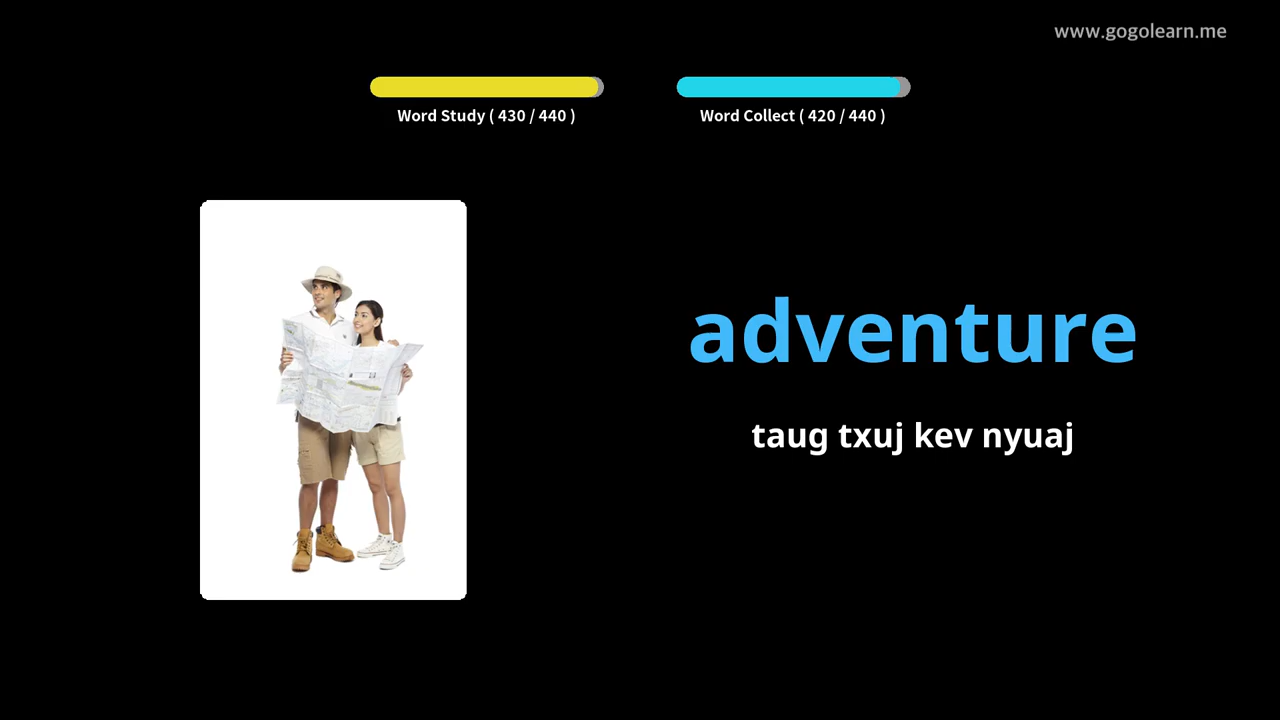 www.gogolearn.me
Word Study ( 430 / 440 )
Word Collect ( 420 / 440 )
adventure
taug txuj kev nyuaj